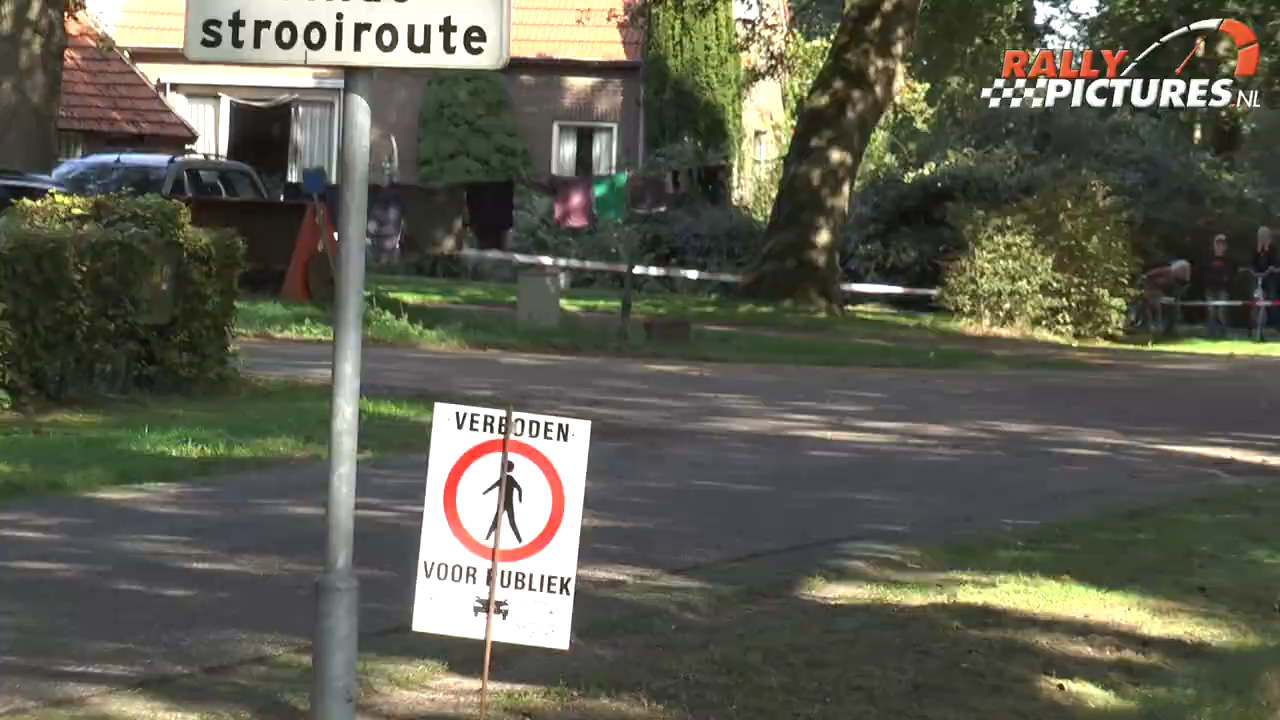 strooiroute
RALLY
PICTURES.NL
VERBODEN
VOOR PUBLIEK